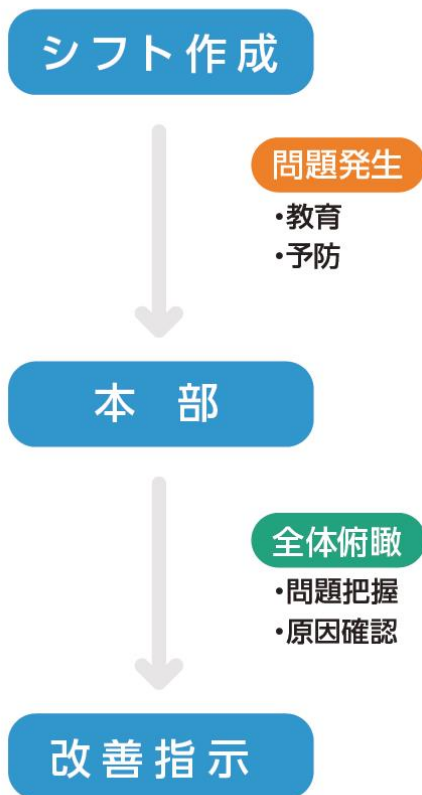 シフト作成
問題発生
・教育
・予防
本部
全体俯瞰
・問題把握
・原因確認
改善指示